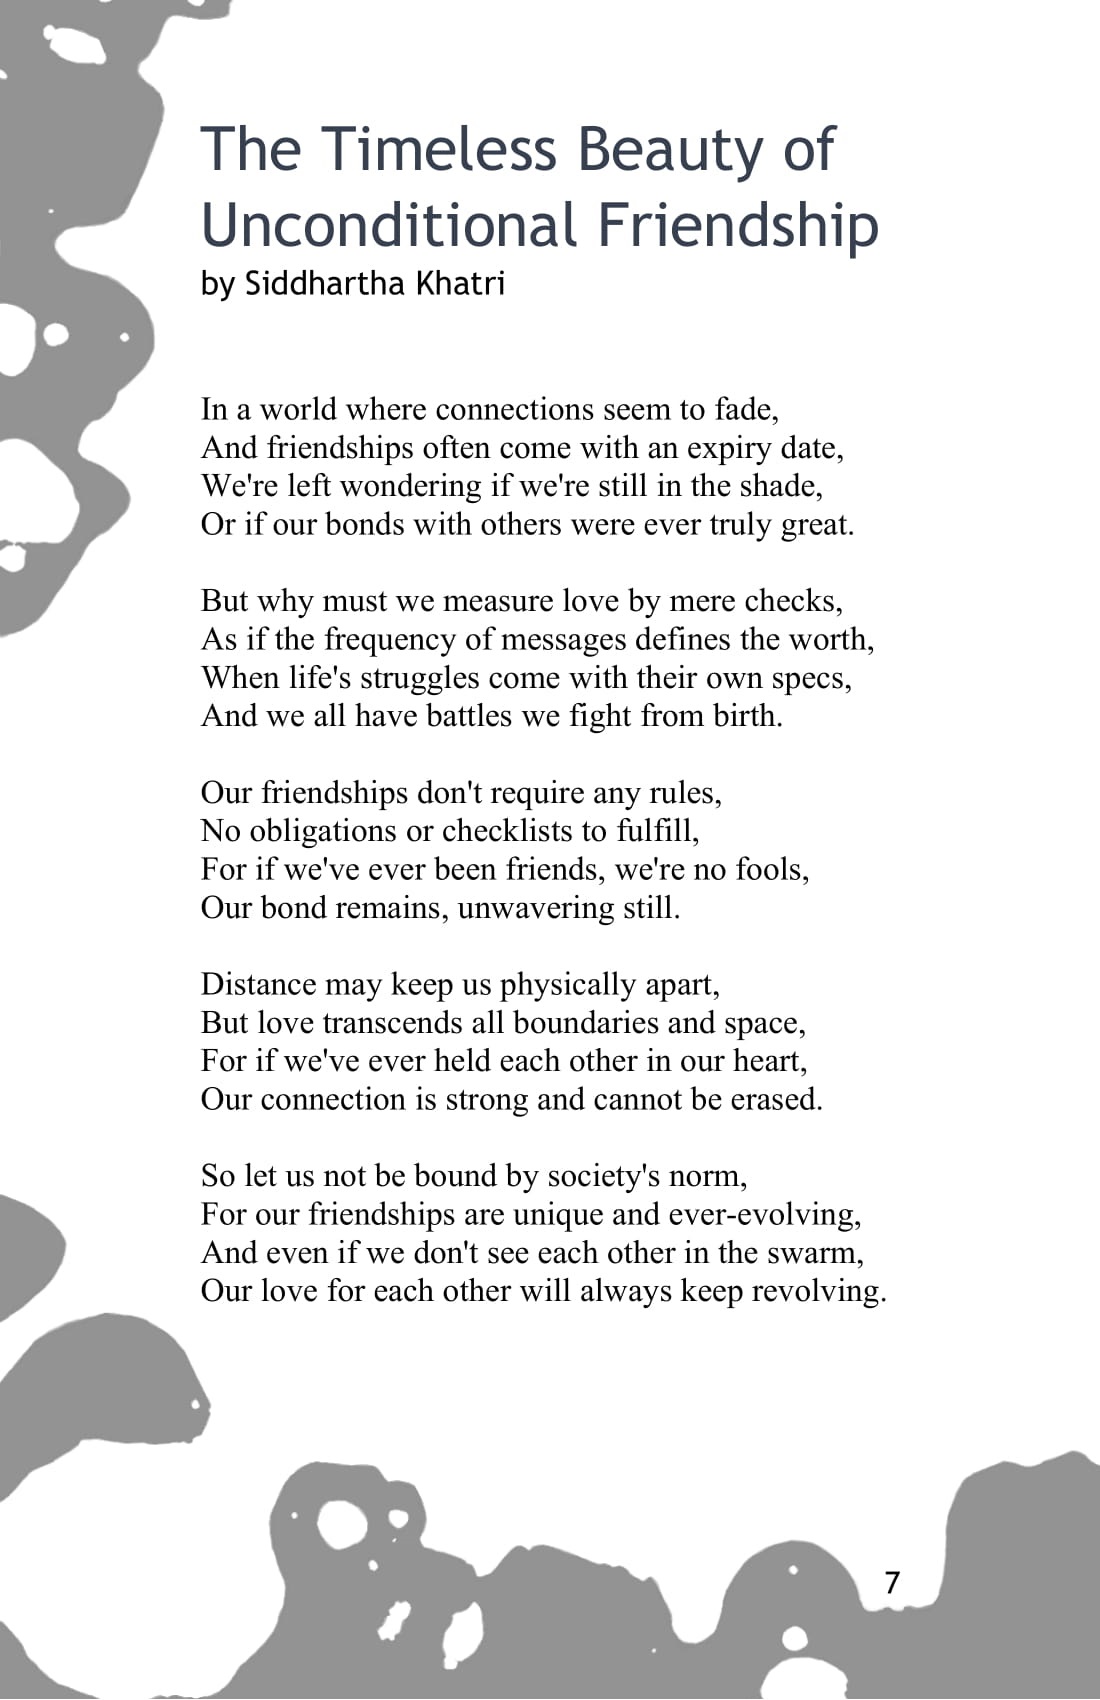 The Timeless Beauty of
Unconditional Friendship
by Siddhartha Khatri
In a world where connections seem to fade,
And friendships often come with an expiry date,
We're left wondering if we're still in the shade,
Or if our bonds with others were ever truly great.
But why must we measure love by mere checks,
As if the frequency of messages defines the worth,
When life's struggles come with their own specs,
And we all have battles we fight from birth.
Our friendships don't require any rules,
No obligations or checklists to fulfill,
For if we've ever been friends, we're no fools,
Our bond remains, unwavering still.
Distance may keep us physically apart,
But love transcends all boundaries and space,
For if we've ever held each other in our heart,
Our connection is strong and cannot be erased.
So let us not be bound by society's norm,
For our friendships are unique and ever-evolving,
And even if we don't see each other in the swarm,
Our love for each other will always keep revolving.
7